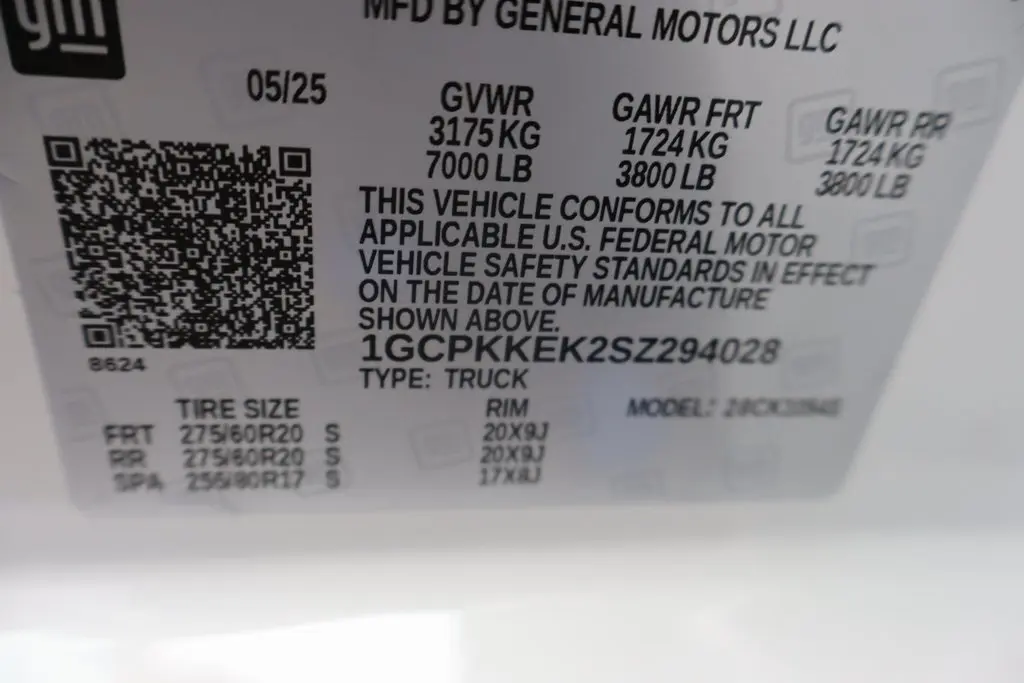 gm
MFD BY GENERAL MOTORS LLC
05/25
GVWR
3175 KG
7000 LB
GAWR FRT
1724 KG
3800 LB
GAWR RR
1724 KG
3800 LB
THIS VEHICLE CONFORMS TO ALL
APPLICABLE U.S. FEDERAL MOTOR
VEHICLE SAFETY STANDARDS IN EFFECT
ON THE DATE OF MANUFACTURE
SHOWN ABOVE.
8624
1GCPKKEK2SZ294028
TYPE: TRUCK
MODEL:
TIRE SIZE RIM
FRT 275/60R20 S 20X9J
RR 275/60R20 S 20X9J
SPA 255/80R17 S 17X8J